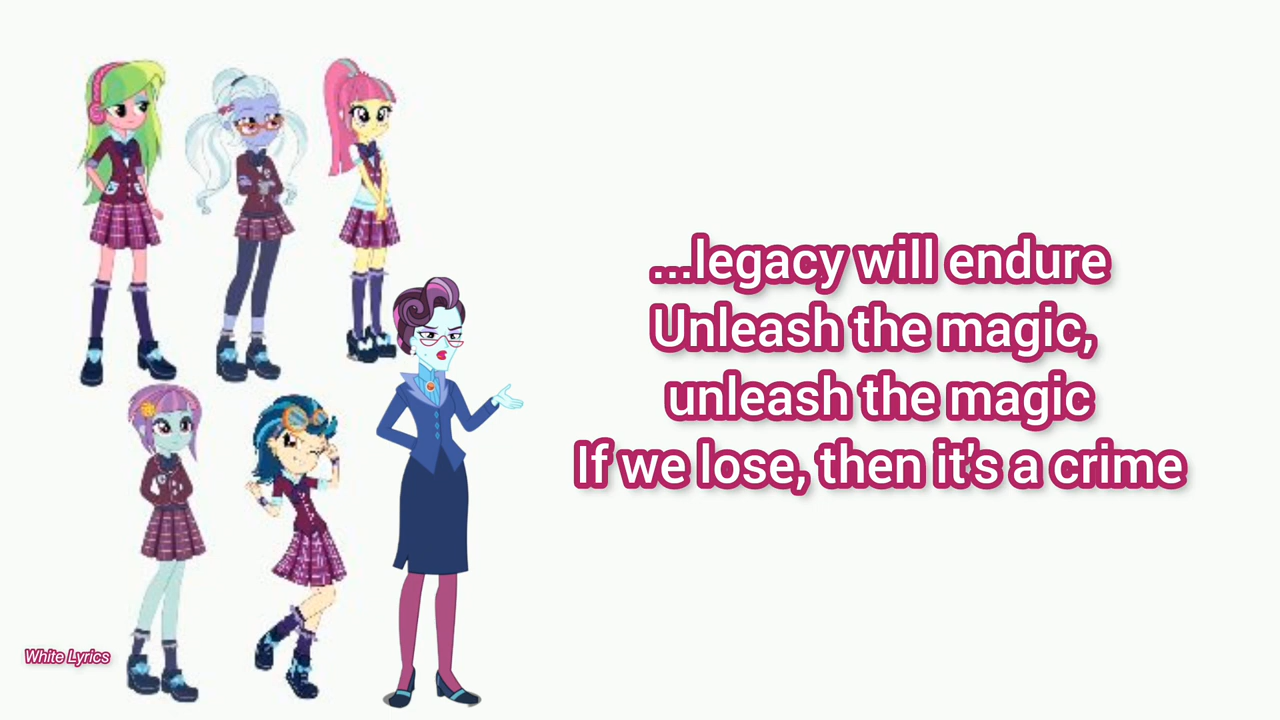 ...legacy will endure
Unleash the magic,
unleash the magic
If we lose, then it's a crime
White Lyrics